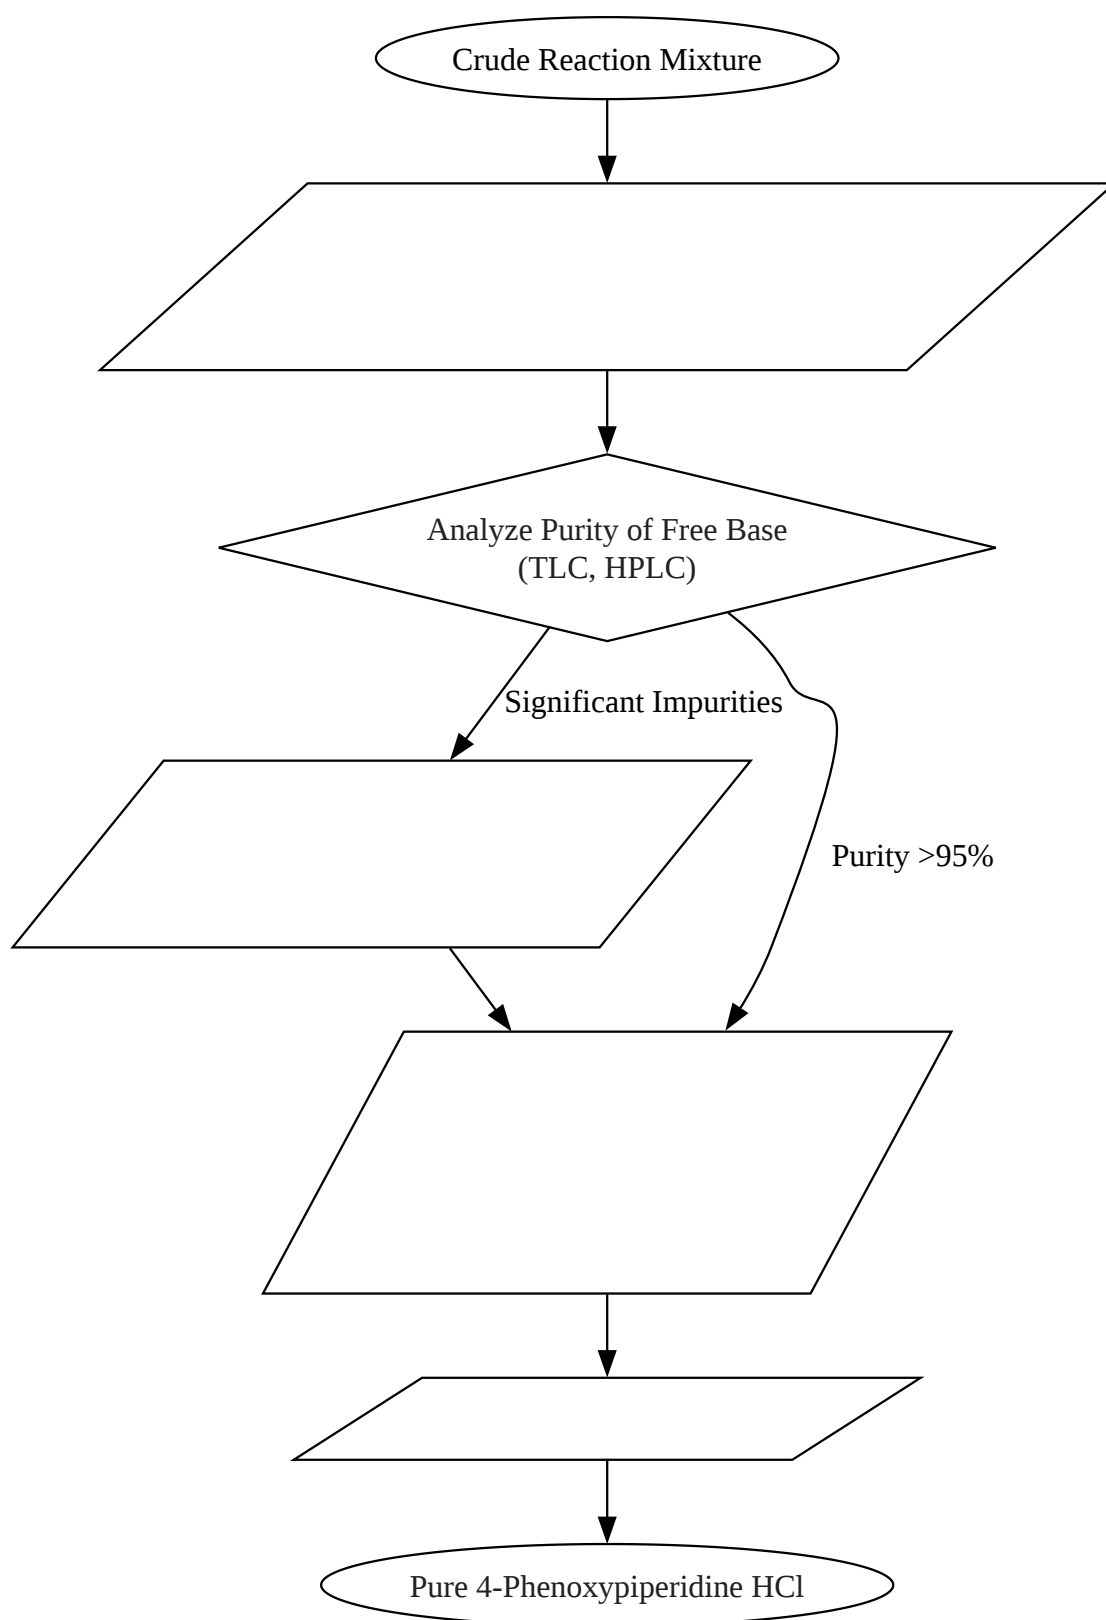 Crude Reaction Mixture
Analyze Purity of Free Base
(TLC, HPLC)
Significant Impurities
Purity >95%
Pure 4-Phenoxypiperidine HCl